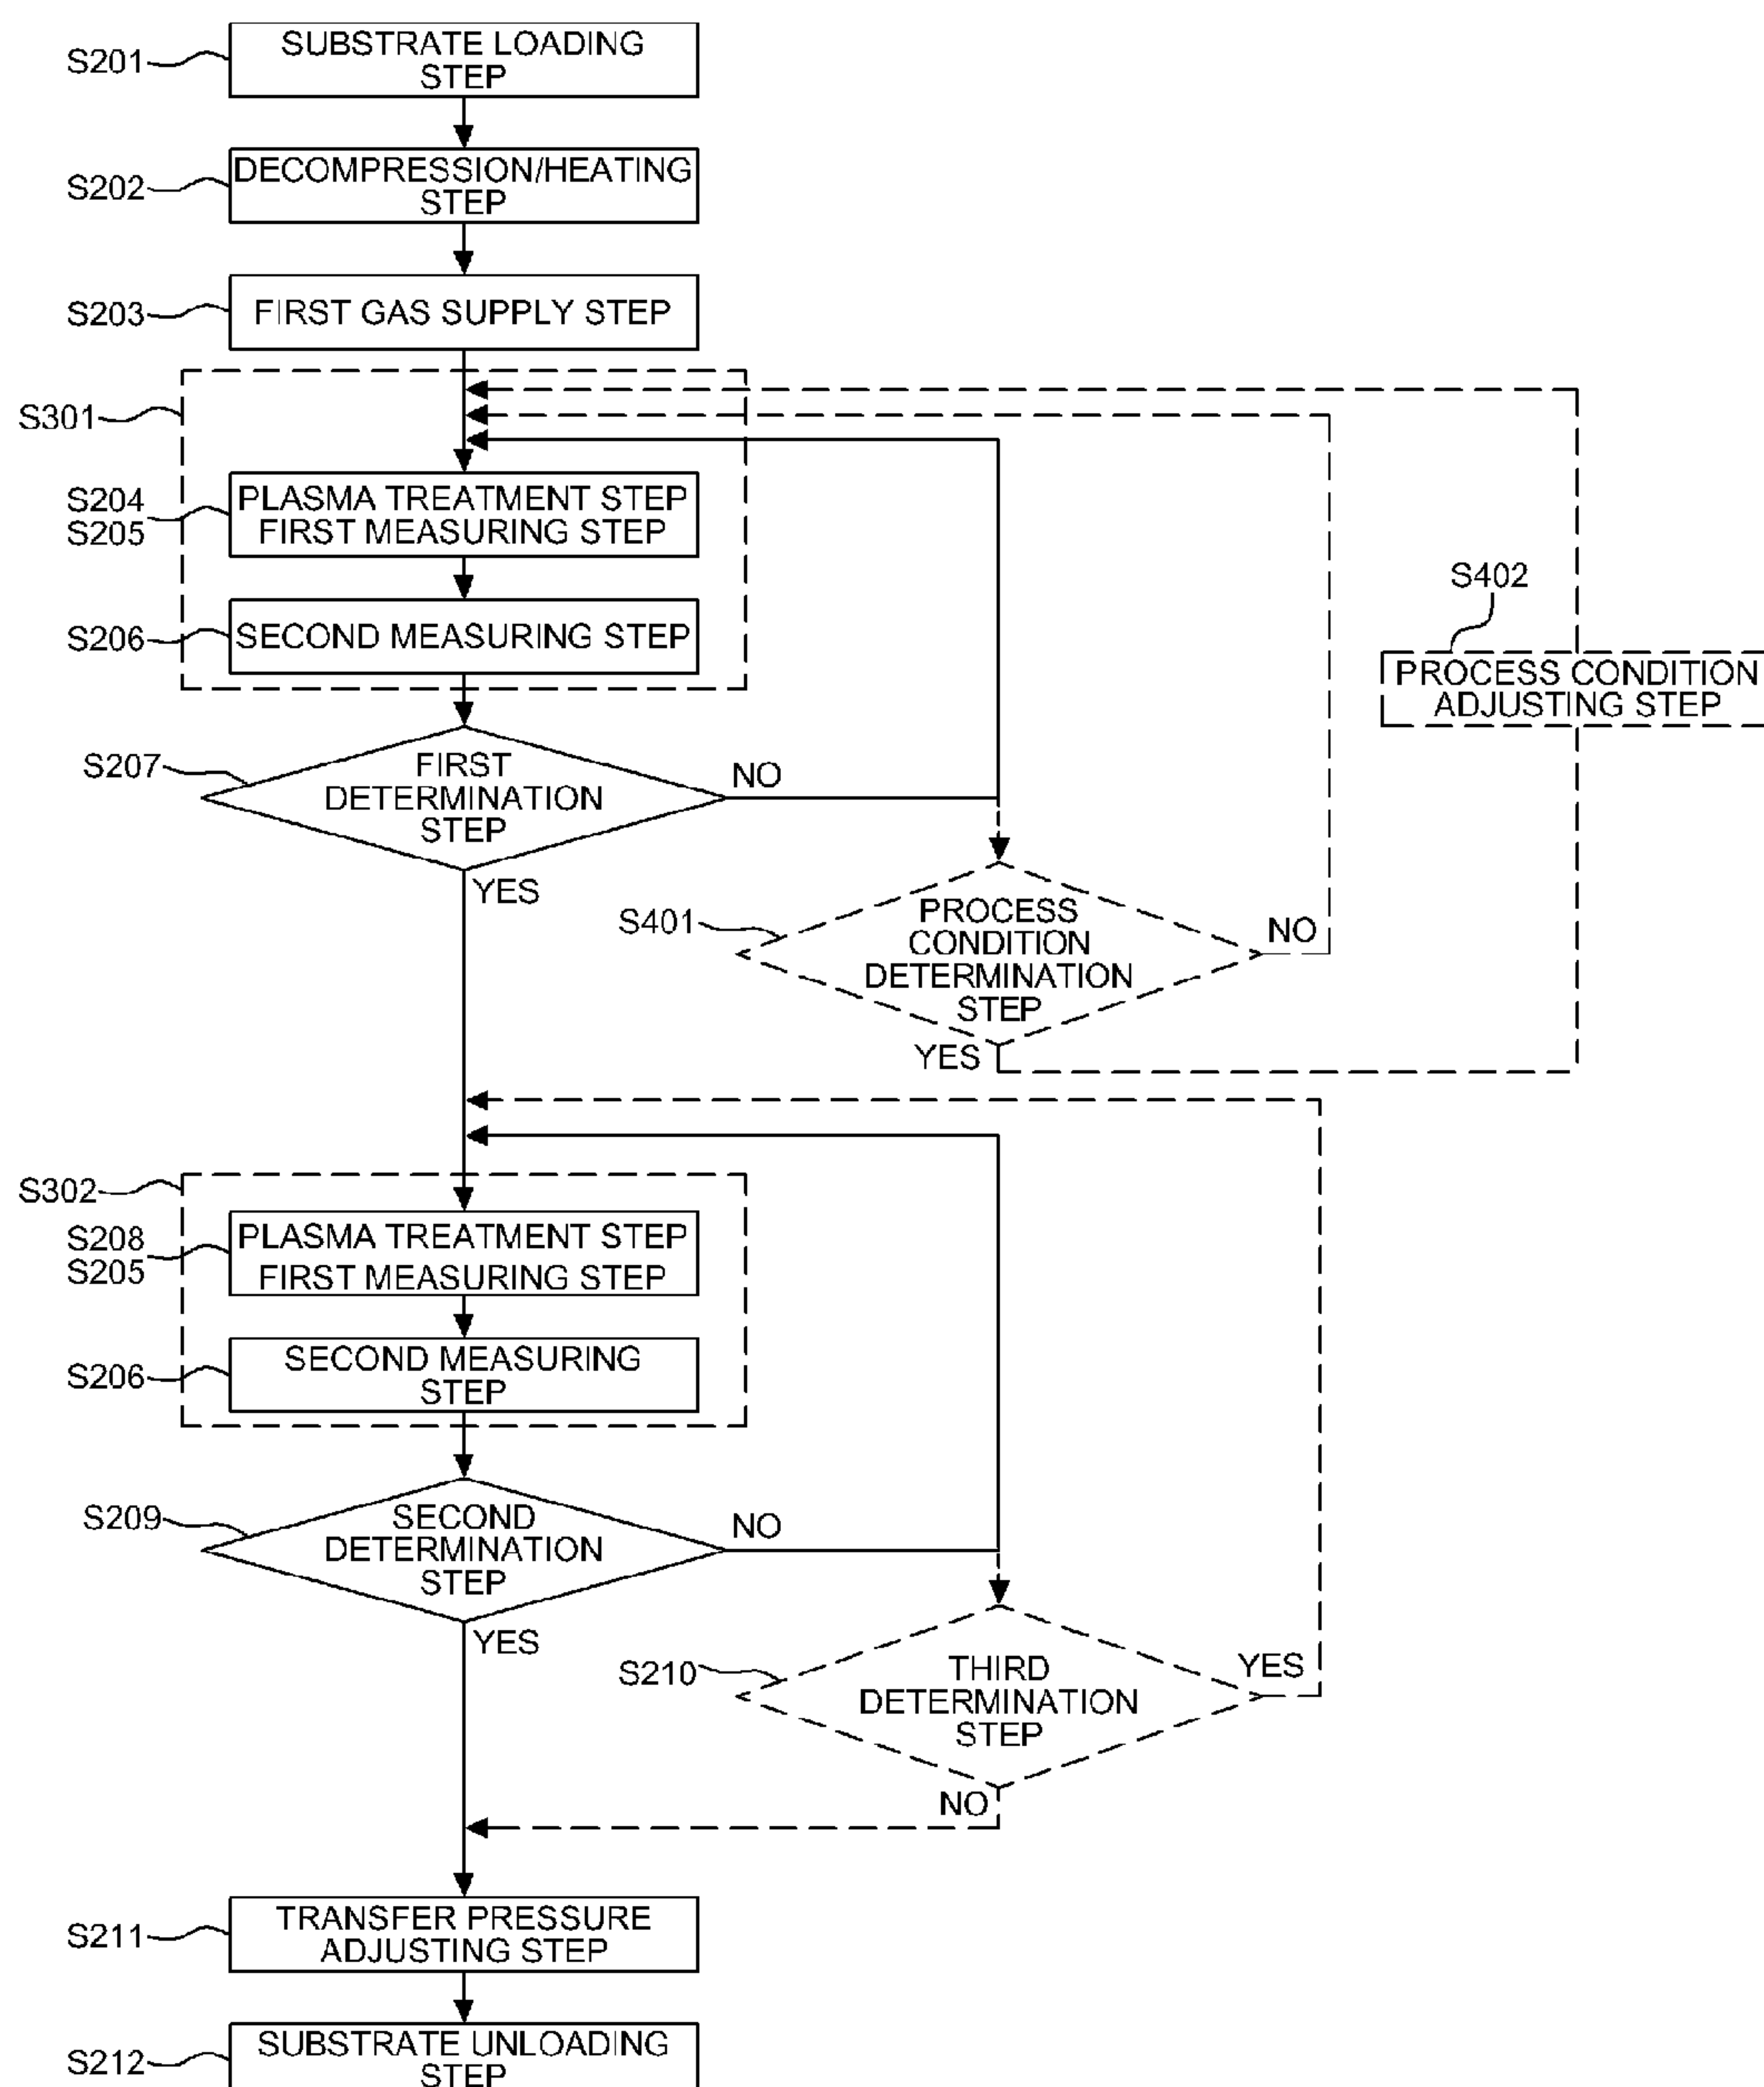 S201
SUBSTRATE LOADING
STEP
S202
DECOMPRESSION/HEATING
STEP
S203
FIRST GAS SUPPLY STEP
S301
S204
S205
PLASMA TREATMENT STEP
FIRST MEASURING STEP
S206
SECOND MEASURING STEP
S402
PROCESS CONDITION
ADJUSTING STEP
S207
FIRST
DETERMINATION
STEP
NO
YES
S401
PROCESS
CONDITION
DETERMINATION
STEP
NO
YES
S302
S208
S205
PLASMA TREATMENT STEP
FIRST MEASURING STEP
S206
SECOND MEASURING
STEP
S209
SECOND
DETERMINATION
STEP
NO
YES
S210
THIRD
DETERMINATION
STEP
YES
NO
S211
TRANSFER PRESSURE
ADJUSTING STEP
S212
SUBSTRATE UNLOADING
STEP